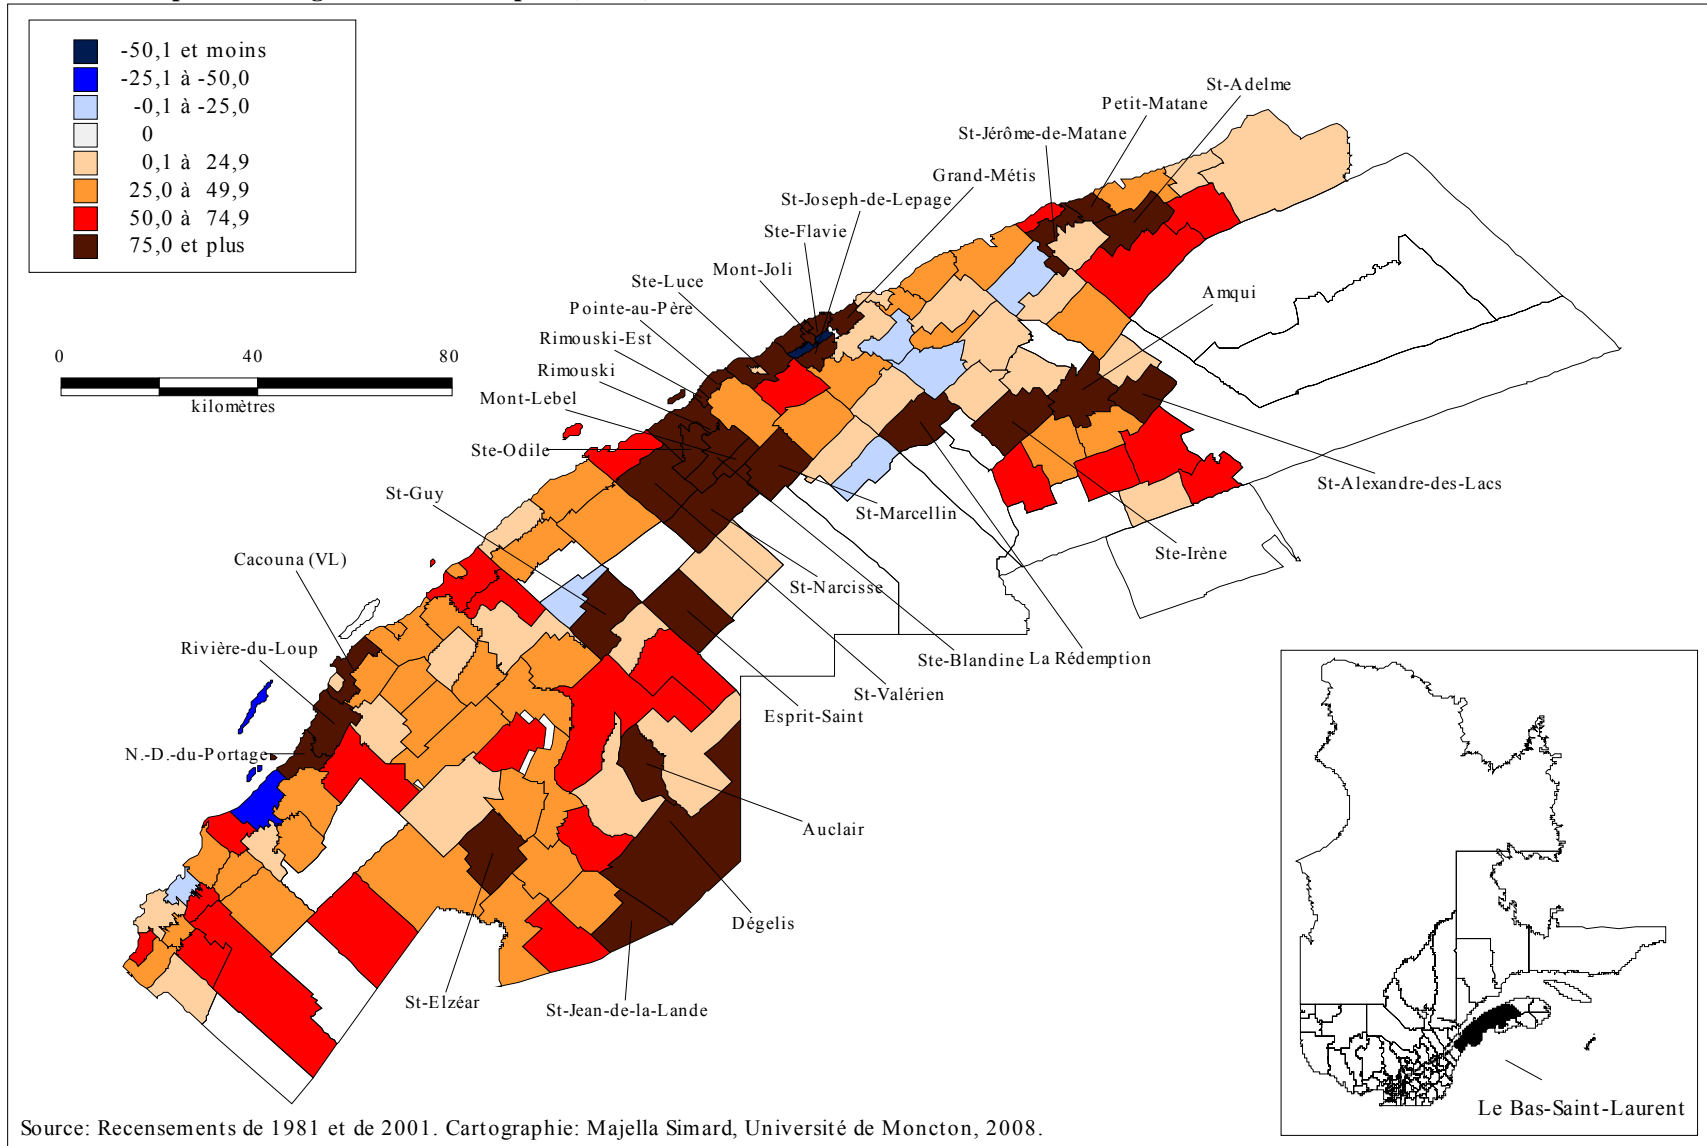 -50,1 et moins
-25,1 à -50,0
-0,1 à -25,0
0
0,1 à 24,9
25,0 à 49,9
50,0 à 74,9
75,0 et plus
0 40 80
kilomètres
St-Adelme
Petit-Matane
St-Jérôme-de-Matane
Grand-Métis
St-Joseph-de-Lepage
Ste-Flavie
Mont-Joli
Ste-Luce
Pointe-au-Père
Rimouski-Est
Rimouski
Mont-Lebel
Ste-Odile
St-Guy
Cacouna (VL)
Rivière-du-Loup
N.-D.-du-Portage
Amqui
St-Alexandre-des-Lacs
St-Marcellin
Ste-Irène
St-Narcisse
Ste-Blandine
La Rédemption
St-Valérien
Esprit-Saint
Auclair
Dégelis
St-Elzéar
St-Jean-de-la-Lande
Le Bas-Saint-Laurent
Source: Recensements de 1981 et de 2001. Cartographie: Majella Simard, Université de Moncton, 2008.